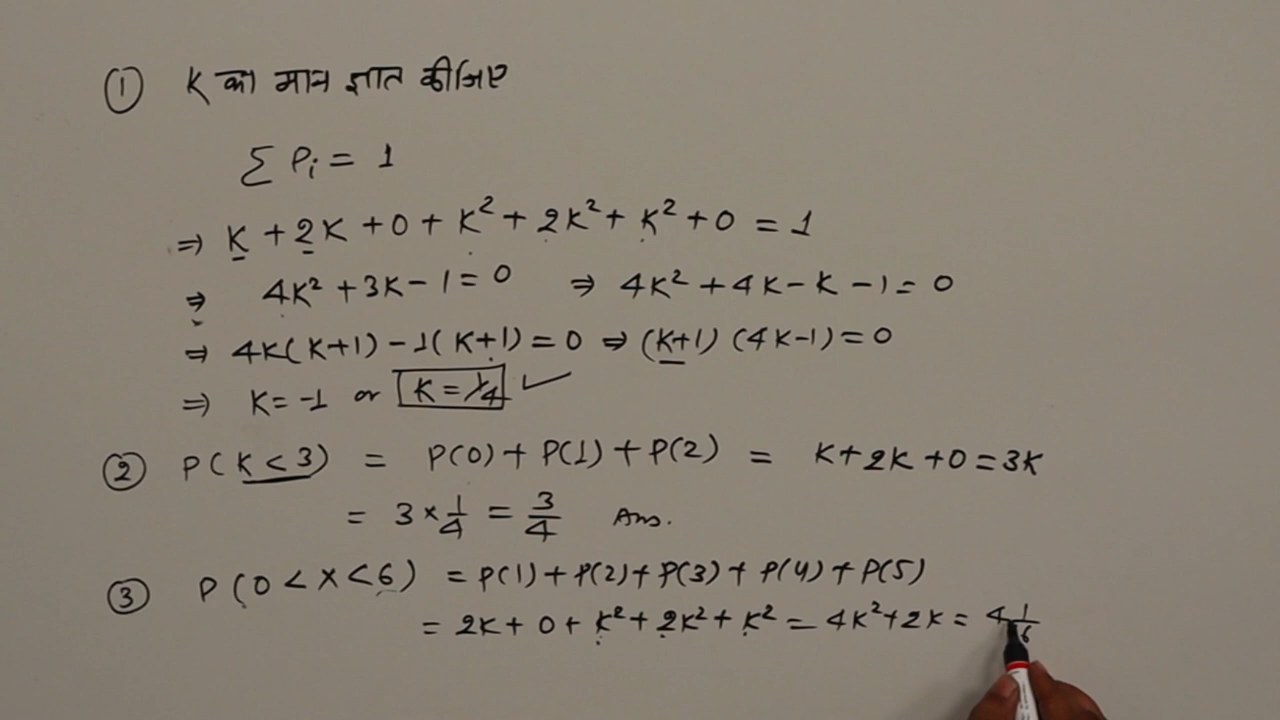 ① K का मान ज्ञात कीजिए
∑ Pᵢ = 1
⇒ K + 2K + 0 + K² + 2K² + K² + 0 = 1
⇒ 4K² + 3K - 1 = 0 ⇒ 4K² + 4K - K - 1 = 0
⇒ 4K(K+1) - 1(K+1) = 0 ⇒ (K+1) (4K-1) = 0
⇒ K = -1 or K = 1/4 ✓
② P(K < 3) = P(0) + P(1) + P(2) = K + 2K + 0 = 3K
= 3 × 1/4 = 3/4 Ans.
③ P(0 < X < 6) = P(1) + P(2) + P(3) + P(4) + P(5)
= 2K + 0 + K² + 2K² + K² = 4K² + 2K = 4